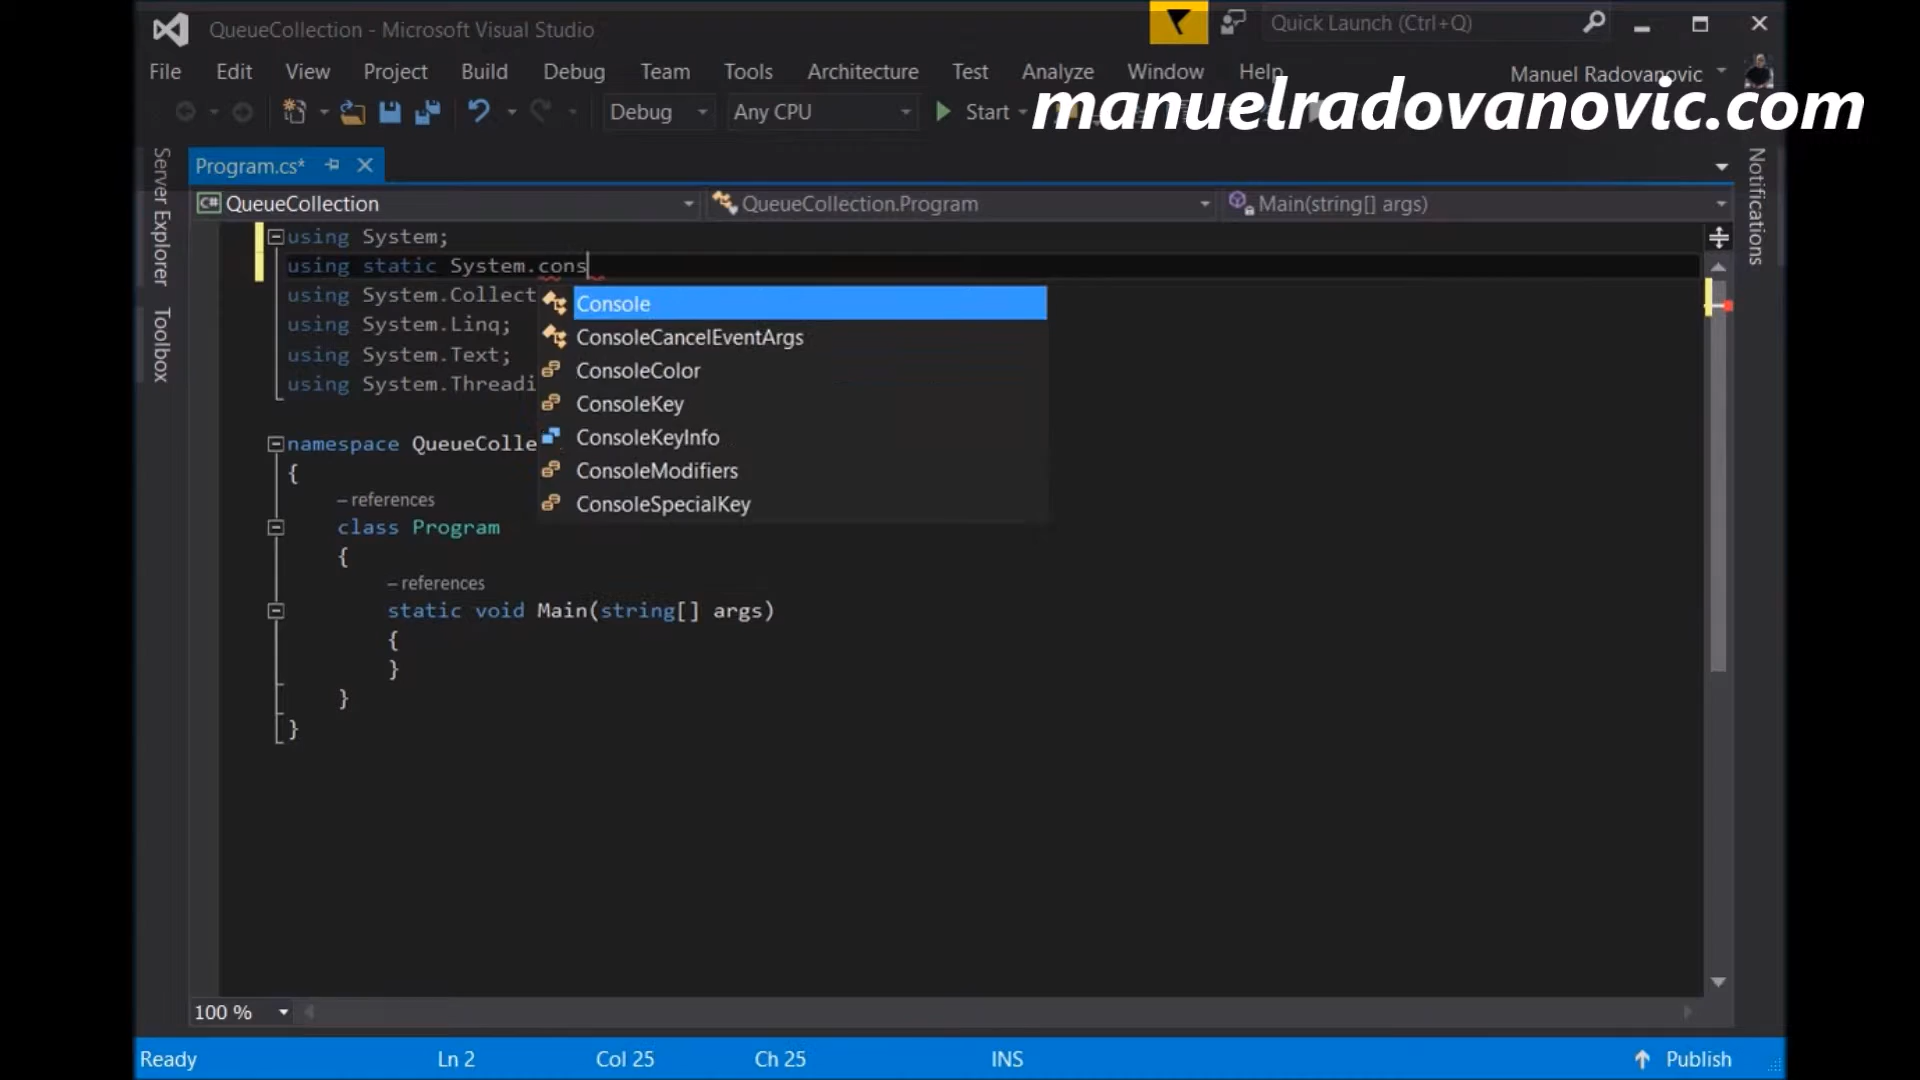 QueueCollection - Microsoft Visual Studio
Quick Launch (Ctrl+Q)
File Edit View Project Build Debug Team Tools Architecture Test Analyze Window Help
Manuel Radovanovic
manuelradovanovic.com
Debug
Any CPU
Start
Server Explorer
Toolbox
Notifications
Program.cs*
C# QueueCollection
QueueCollection.Program
Main(string[] args)
using System;
using static System.cons
using System.Collect
using System.Linq;
using System.Text;
using System.Threadi
Console
ConsoleCancelEventArgs
ConsoleColor
ConsoleKey
ConsoleKeyInfo
ConsoleModifiers
ConsoleSpecialKey
namespace QueueColle
{
– references
class Program
{
– references
static void Main(string[] args)
{
}
}
}
100 %
Ready
Ln 2
Col 25
Ch 25
INS
Publish